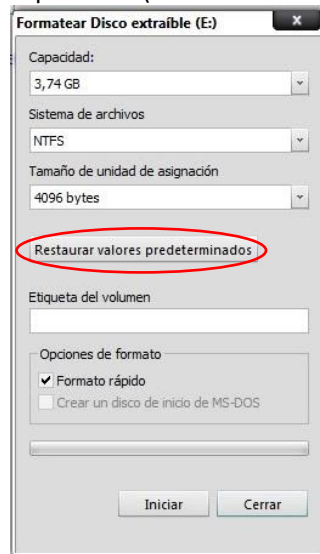 Formatear Disco extraíble (E:)
x
Capacidad:
3,74 GB
Sistema de archivos
NTFS
Tamaño de unidad de asignación
4096 bytes
Restaurar valores predeterminados
Etiqueta del volumen
Opciones de formato
Formato rápido
Crear un disco de inicio de MS-DOS
Iniciar Cerrar